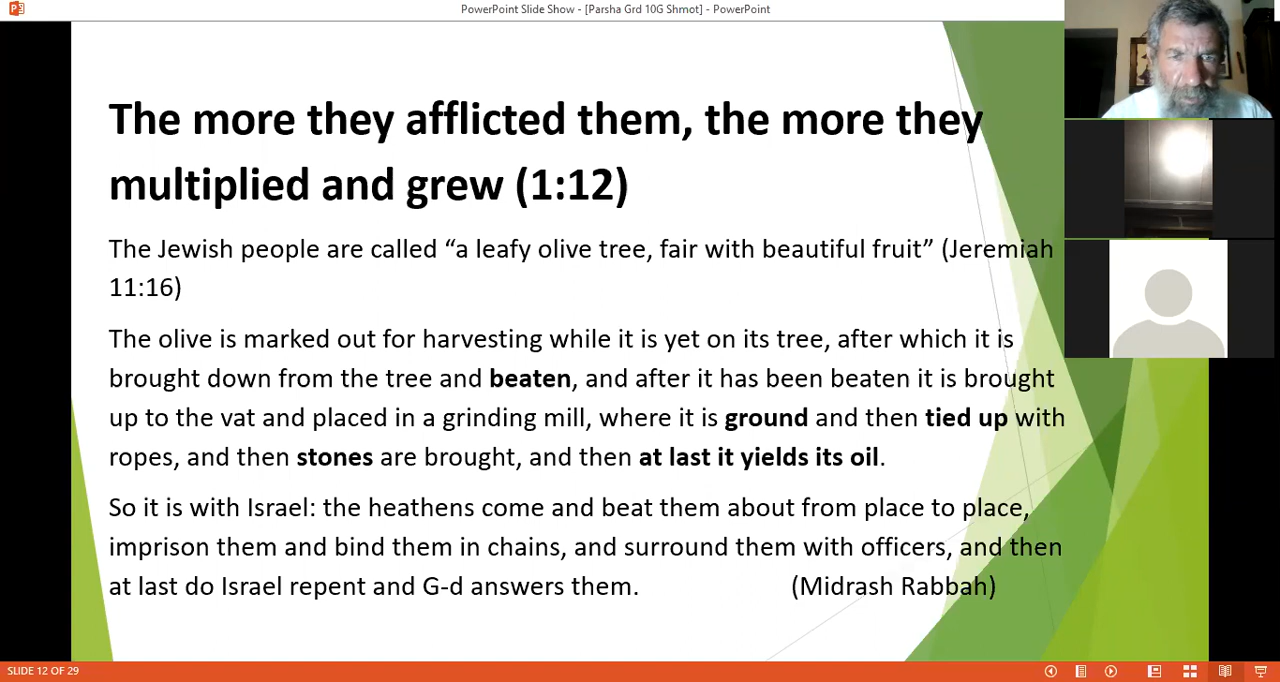 PowerPoint Slide Show - [Parsha Grd 10G Shmot] - PowerPoint
The more they afflicted them, the more they
multiplied and grew (1:12)
The Jewish people are called “a leafy olive tree, fair with beautiful fruit” (Jeremiah
11:16)
The olive is marked out for harvesting while it is yet on its tree, after which it is
brought down from the tree and beaten, and after it has been beaten it is brought
up to the vat and placed in a grinding mill, where it is ground and then tied up with
ropes, and then stones are brought, and then at last it yields its oil.
So it is with Israel: the heathens come and beat them about from place to place,
imprison them and bind them in chains, and surround them with officers, and then
at last do Israel repent and G-d answers them. (Midrash Rabbah)
SLIDE 12 OF 29